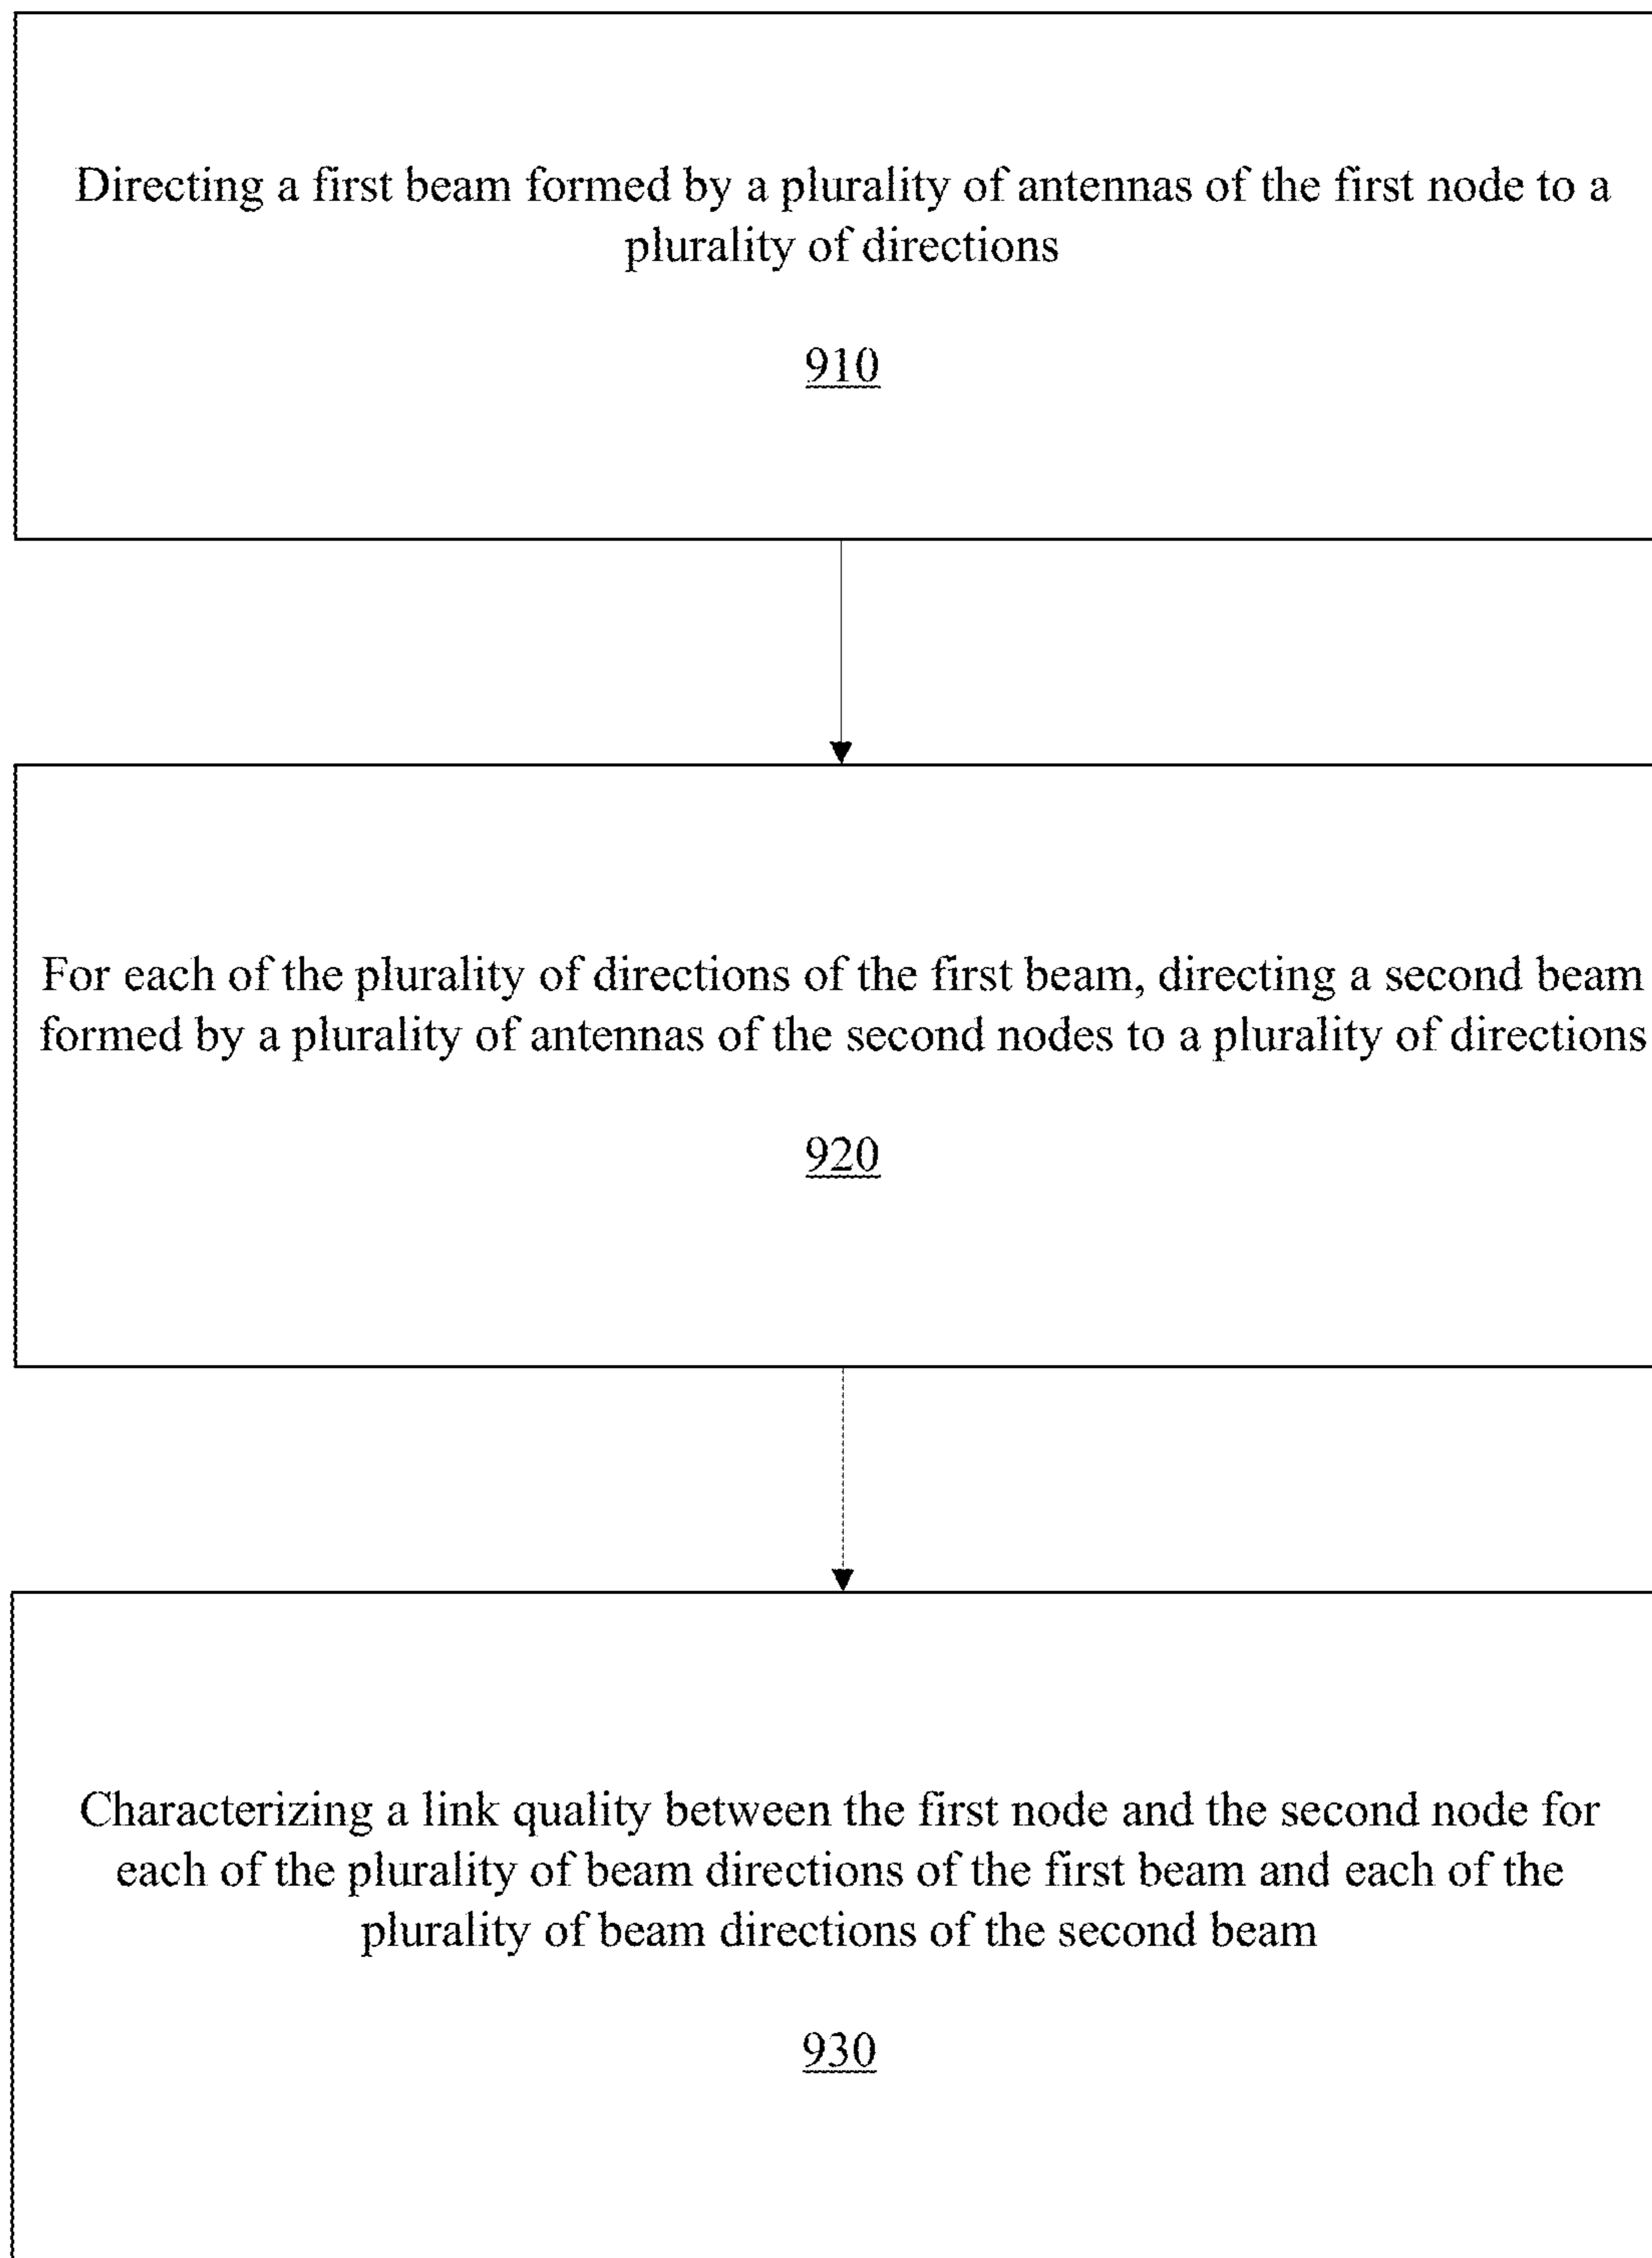 Directing a first beam formed by a plurality of antennas of the first node to a
plurality of directions
910
For each of the plurality of directions of the first beam, directing a second beam
formed by a plurality of antennas of the second nodes to a plurality of directions
920
Characterizing a link quality between the first node and the second node for
each of the plurality of beam directions of the first beam and each of the
plurality of beam directions of the second beam
930